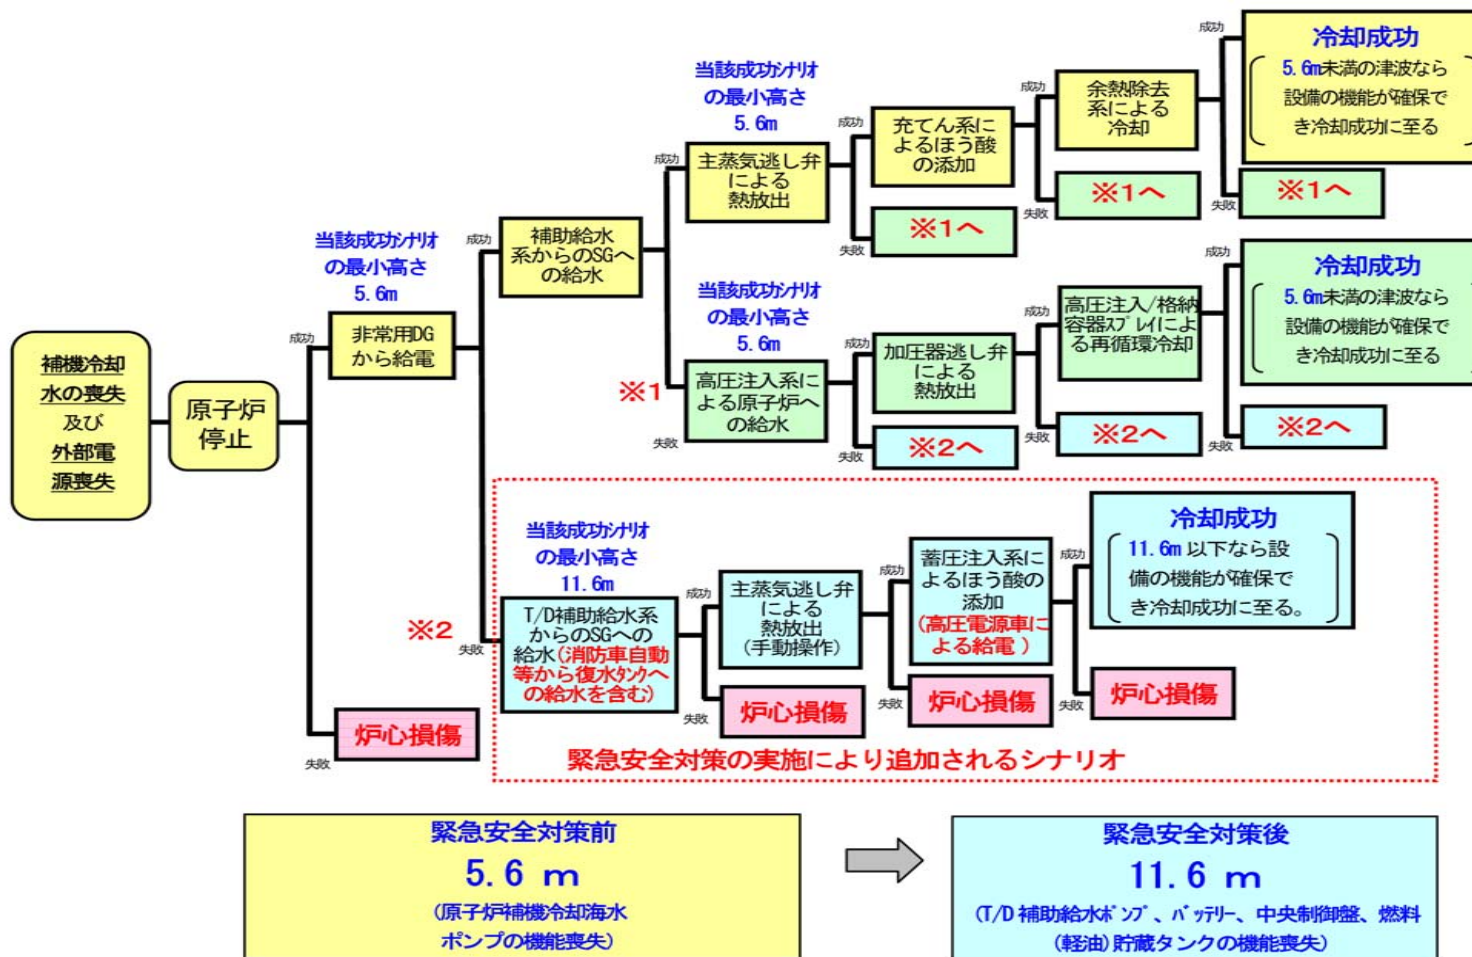 補機冷却
水の喪失
及び
外部電
源喪失
原子炉
停止
成功
失敗
当該成功ｼﾅﾘｵ
の最小高さ
5.6m
非常用DG
から給電
炉心損傷
成功
失敗
補助給水
系からのSGへ
の給水
成功
失敗
当該成功ｼﾅﾘｵ
の最小高さ
5.6m
主蒸気逃し弁
による
熱放出
成功
失敗
充てん系に
よるほう酸
の添加
※1へ
成功
失敗
余熱除去
系による
冷却
※1へ
成功
失敗
冷却成功
5.6m未満の津波なら
設備の機能が確保で
き冷却成功に至る
※1へ
当該成功ｼﾅﾘｵ
の最小高さ
5.6m
※1
高圧注入系に
よる原子炉へ
の給水
成功
失敗
加圧器逃し弁
による
熱放出
※2へ
成功
失敗
高圧注入/格納
容器ｽﾌﾟﾚｲによ
る再循環冷却
※2へ
成功
失敗
冷却成功
5.6m未満の津波なら
設備の機能が確保で
き冷却成功に至る
※2へ
当該成功ｼﾅﾘｵ
の最小高さ
11.6m
※2
T/D補助給水系
からのSGへの
給水(消防車自動
等から復水ﾀﾝｸへ
の給水を含む)
成功
失敗
主蒸気逃し弁
による
熱放出
(手動操作)
炉心損傷
成功
失敗
蓄圧注入系に
よるほう酸の
添加
(高圧電源車に
よる給電)
炉心損傷
成功
失敗
冷却成功
11.6m 以下なら設
備の機能が確保で
き冷却成功に至る。
炉心損傷
緊急安全対策の実施により追加されるシナリオ
緊急安全対策前
5.6 m
(原子炉補機冷却海水
ポンプの機能喪失)
緊急安全対策後
11.6 m
(T/D 補助給水ﾎﾟﾝﾌﾟ、ﾊﾞｯﾃﾘｰ、中央制御盤、燃料
(軽油)貯蔵タンクの機能喪失)